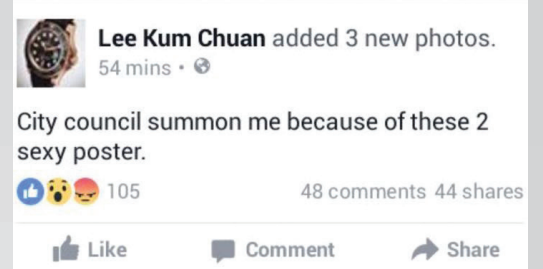 Lee Kum Chuan added 3 new photos.
54 mins •
City council summon me because of these 2
sexy poster.
105 48 comments 44 shares
Like Comment Share